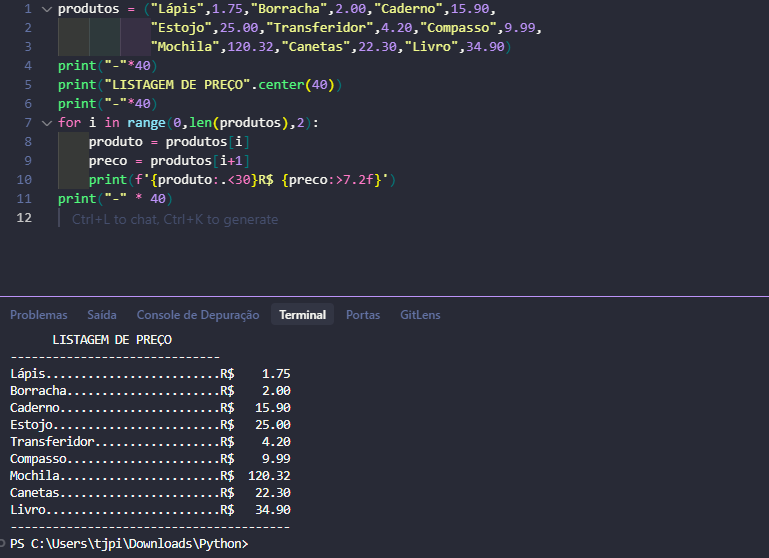 1 produtos = ("Lápis",1.75,"Borracha",2.00,"Caderno",15.90,
2 "Estojo",25.00,"Transferidor",4.20,"Compasso",9.99,
3 "Mochila",120.32,"Canetas",22.30,"Livro",34.90)
4 print("-"*40)
5 print("LISTAGEM DE PREÇO".center(40))
6 print("-"*40)
7 for i in range(0,len(produtos),2):
8 produto = produtos[i]
9 preco = produtos[i+1]
10 print(f'{produto:.<30}R$ {preco:>7.2f}')
11 print("-" * 40)
12 Ctrl+L to chat, Ctrl+K to generate
Problemas Saída Console de Depuração Terminal Portas GitLens
LISTAGEM DE PREÇO
------------------------------
Lápis.........................R$    1.75
Borracha......................R$    2.00
Caderno.......................R$   15.90
Estojo........................R$   25.00
Transferidor..................R$    4.20
Compasso......................R$    9.99
Mochila.......................R$  120.32
Canetas.......................R$   22.30
Livro.........................R$   34.90
----------------------------------------
PS C:\Users\tjpi\Downloads\Python>